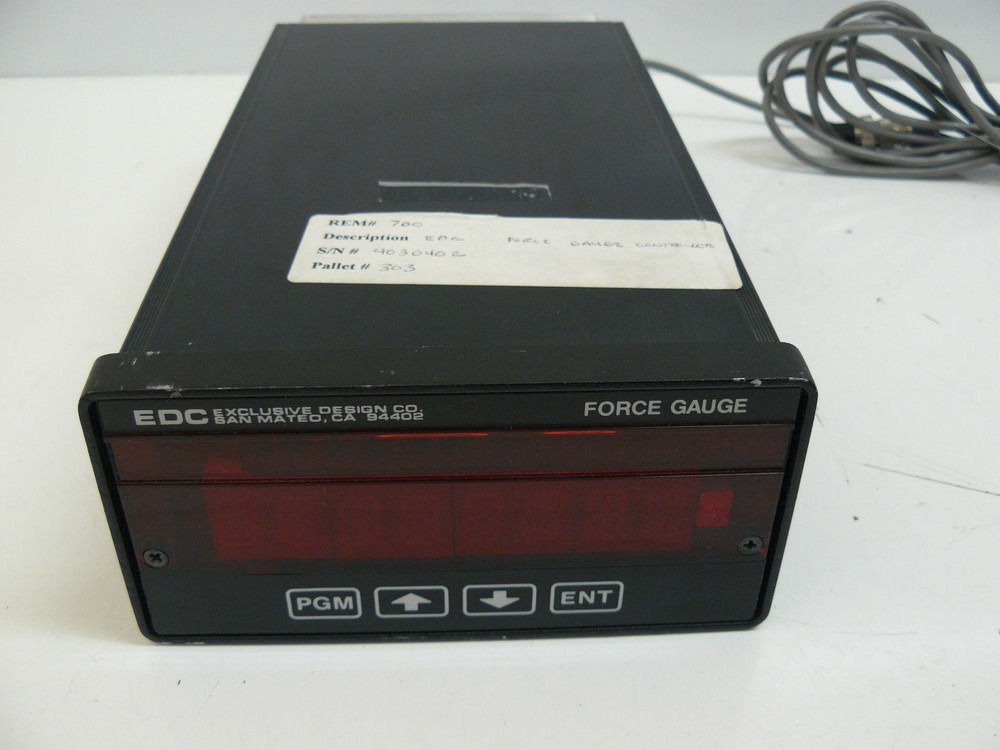 REM# 700
Description EDC FORCE GAUGE CONTROLLER
S/N # 9030402
Pallet # 303
EDC EXCLUSIVE DESIGN CO.
SAN MATEO, CA 94402
FORCE GAUGE
PGM ENT